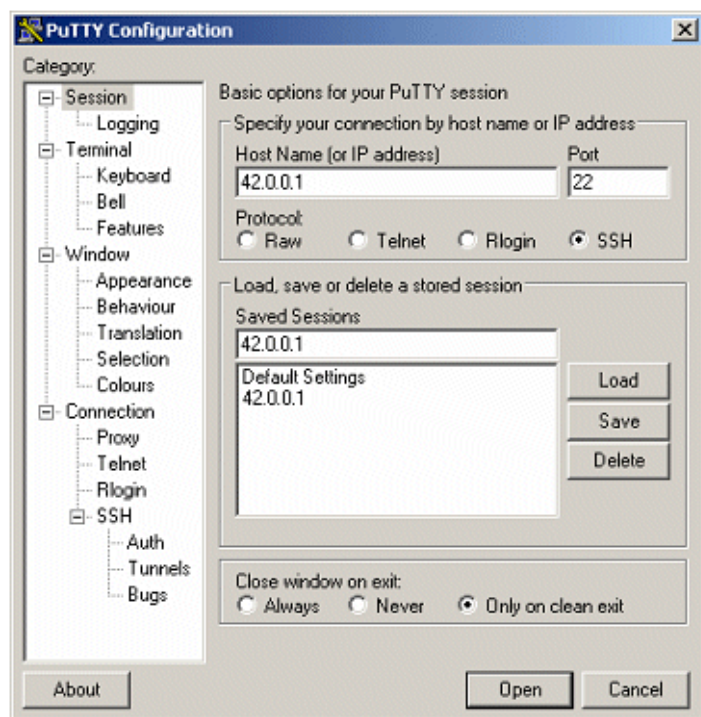 PuTTY Configuration
Category:
Session
Logging
Terminal
Keyboard
Bell
Features
Window
Appearance
Behaviour
Translation
Selection
Colours
Connection
Proxy
Telnet
Rlogin
SSH
Auth
Tunnels
Bugs
Basic options for your PuTTY session
Specify your connection by host name or IP address
Host Name (or IP address) Port
42.0.0.1 22
Protocol:
Raw Telnet Rlogin SSH
Load, save or delete a stored session
Saved Sessions
42.0.0.1
Default Settings
42.0.0.1
Load
Save
Delete
Close window on exit:
Always Never Only on clean exit
About Open Cancel